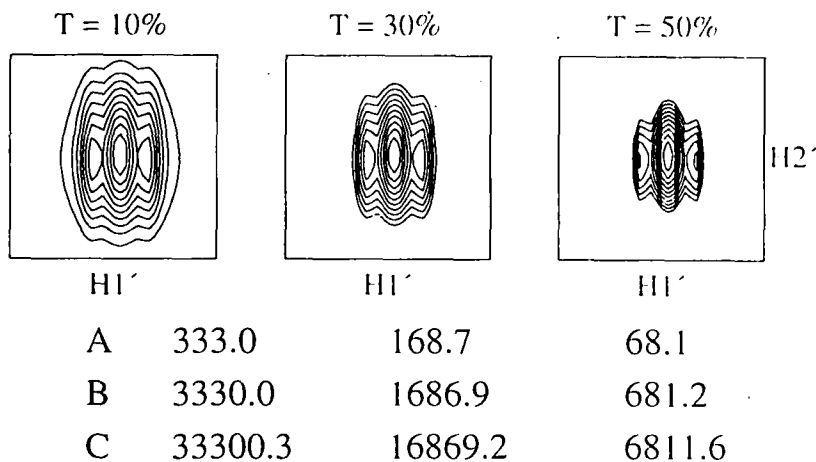 T = 10% T = 30% T = 50%
H2´
H1´ H1´ H1´
A 333.0 168.7 68.1
B 3330.0 1686.9 681.2
C 33300.3 16869.2 6811.6